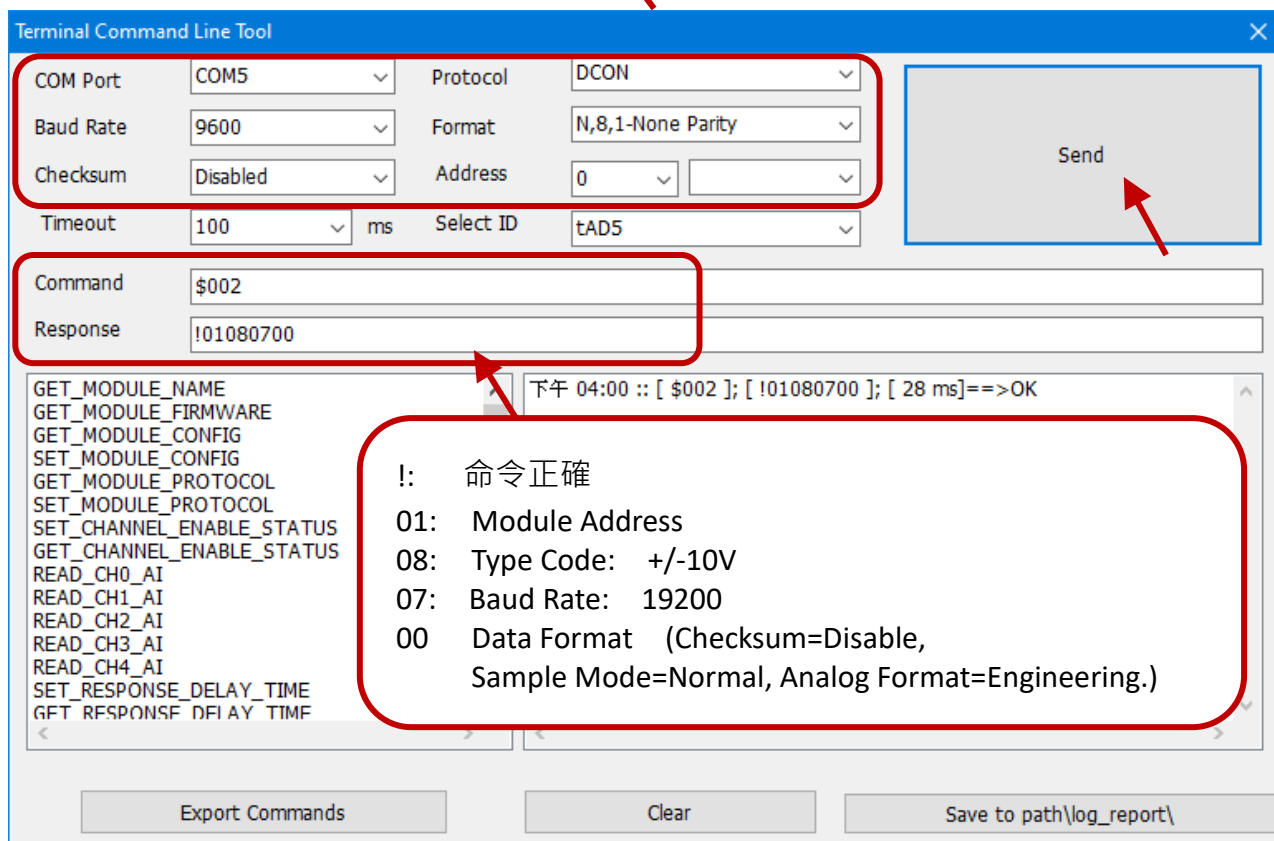 Terminal Command Line Tool
COM Port COM5 Protocol DCON
Baud Rate 9600 Format N,8,1-None Parity
Checksum Disabled Address 0
Send
Timeout 100 ms Select ID tAD5
Command $002
Response !01080700
GET_MODULE_NAME
GET_MODULE_FIRMWARE
GET_MODULE_CONFIG
SET_MODULE_CONFIG
GET_MODULE_PROTOCOL
SET_MODULE_PROTOCOL
SET_CHANNEL_ENABLE_STATUS
GET_CHANNEL_ENABLE_STATUS
READ_CH0_AI
READ_CH1_AI
READ_CH2_AI
READ_CH3_AI
READ_CH4_AI
SET_RESPONSE_DELAY_TIME
GET_RESPONSE_DELAY_TIME
下午 04:00 :: [ $002 ]; [ !01080700 ]; [ 28 ms]==>OK
!: 命令正確
01: Module Address
08: Type Code: +/-10V
07: Baud Rate: 19200
00 Data Format (Checksum=Disable,
Sample Mode=Normal, Analog Format=Engineering.)
Export Commands Clear Save to path\log_report\